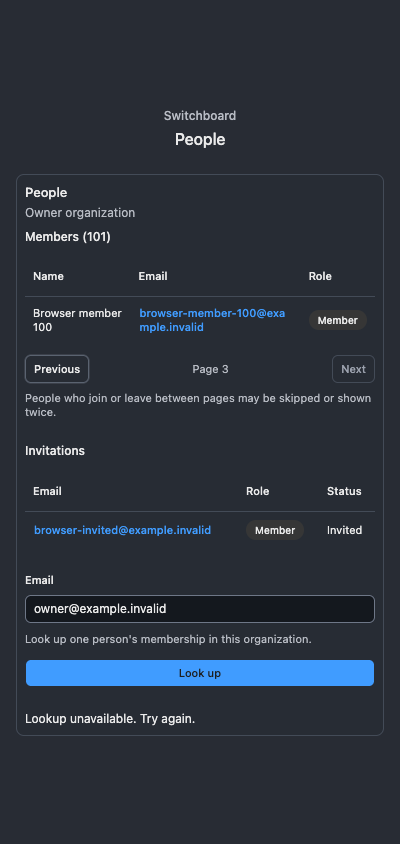 Switchboard
People
People
Owner organization
Members (101)
Name Email Role
Browser member 100 browser-member-100@example.invalid Member
Previous Page 3 Next
People who join or leave between pages may be skipped or shown
twice.
Invitations
Email Role Status
browser-invited@example.invalid Member Invited
Email
owner@example.invalid
Look up one person's membership in this organization.
Look up
Lookup unavailable. Try again.